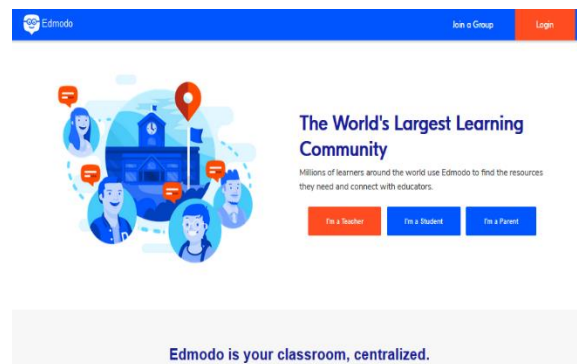 Edmodo
Join a Group
Login
The World's Largest Learning
Community
Millions of learners around the world use Edmodo to find the resources
they need and connect with educators.
I'm a Teacher
I'm a Student
I'm a Parent
Edmodo is your classroom, centralized.